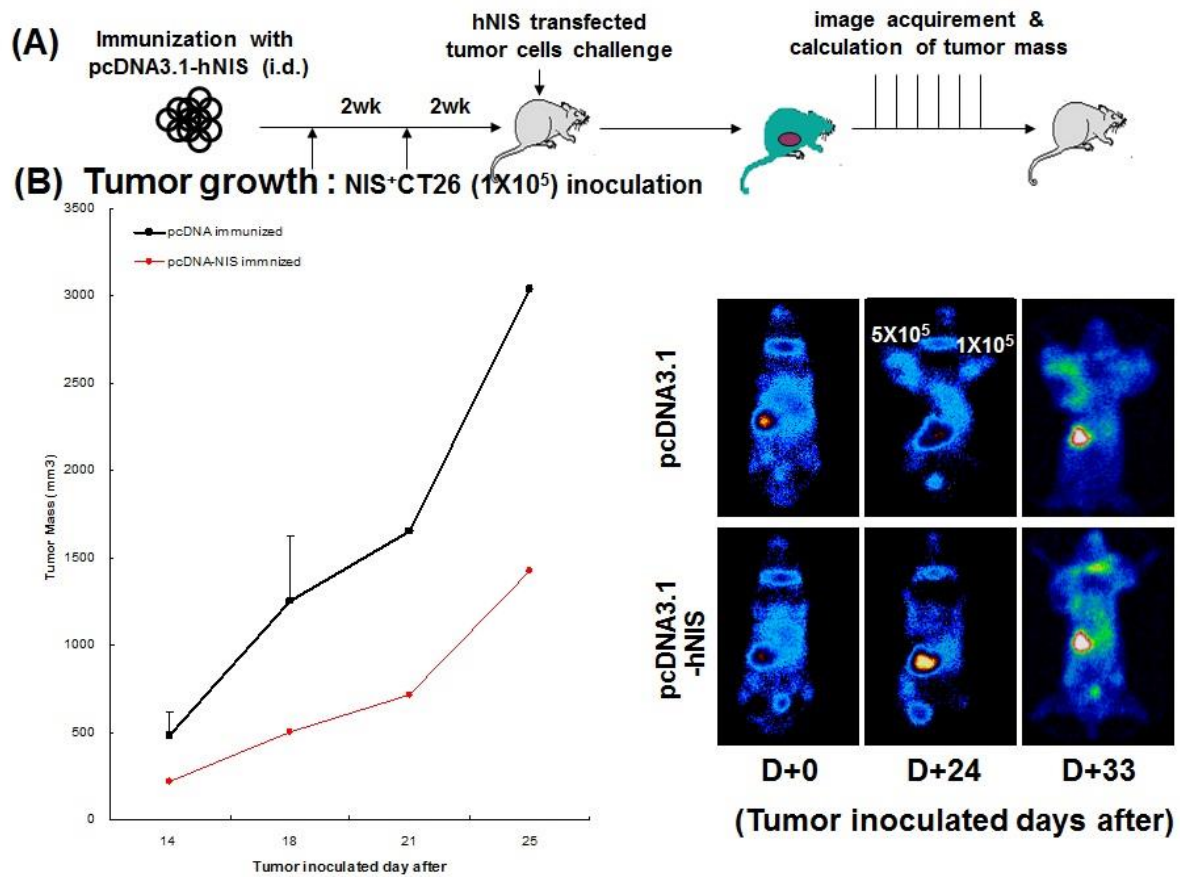 (A)
Immunization with
pcDNA3.1-hNIS (i.d.)
2wk
2wk
hNIS transfected
tumor cells challenge
image acquirement &
calculation of tumor mass
(B) Tumor growth : NIS⁺CT26 (1X10⁵) inoculation
pcDNA immunized
pcDNA-NIS immnized
Tumor Mass (mm3)
3500
3000
2500
2000
1500
1000
500
0
14
18
21
25
Tumor inoculated day after
pcDNA3.1
5X10⁵
1X10⁵
pcDNA3.1
-hNIS
D+0
D+24
D+33
(Tumor inoculated days after)